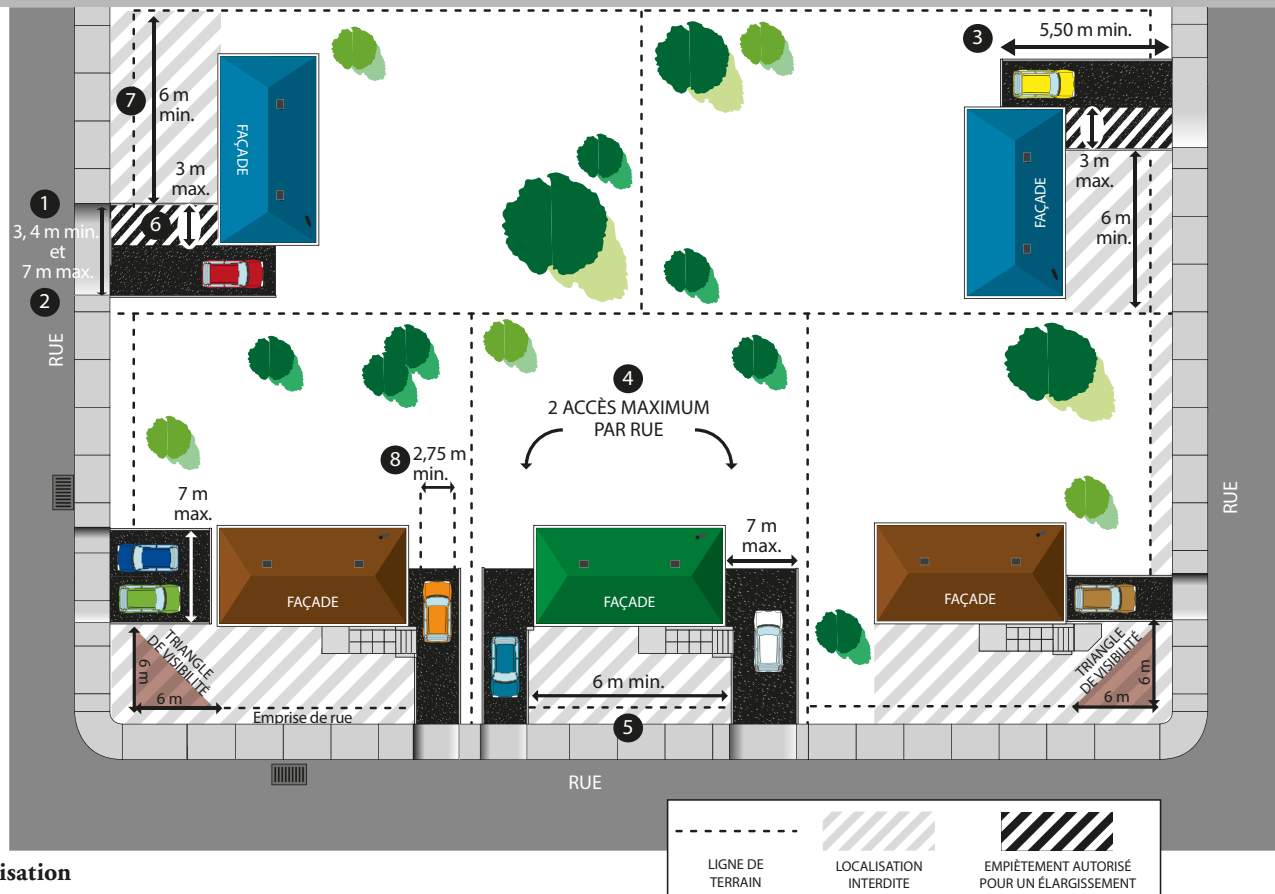 3
5,50 m min.
7
6 m
min.
FAÇADE
3 m
max.
1
6
3, 4 m min.
et
7 m max.
2
RUE
3 m
max.
FAÇADE
6 m
min.
4
2 ACCÈS MAXIMUM
PAR RUE
8
2,75 m
min.
7 m
max.
7 m
max.
RUE
FAÇADE
FAÇADE
FAÇADE
TRIANGLE
DE VISIBILITÉ
6 m
6 m
6 m min.
TRIANGLE
DE VISIBILITÉ
6 m
6 m
Emprise de rue
5
RUE
LIGNE DE
TERRAIN
LOCALISATION
INTERDITE
EMPIÈTEMENT AUTORISÉ
POUR UN ÉLARGISSEMENT
isation